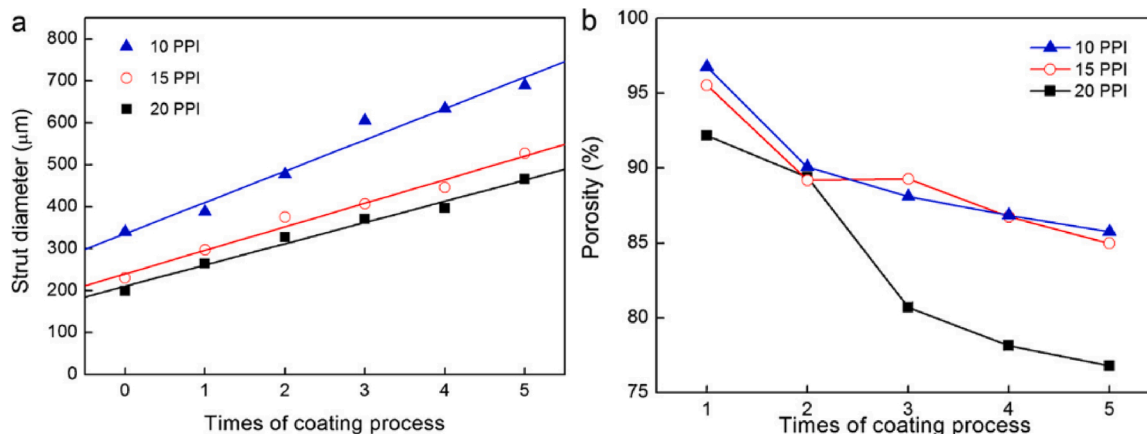 a
800
700
600
500
400
300
200
100
0
Strut diameter (μm)
10 PPI
15 PPI
20 PPI
0 1 2 3 4 5
Times of coating process
b
100
95
90
85
80
75
Porosity (%)
10 PPI
15 PPI
20 PPI
1 2 3 4 5
Times of coating process